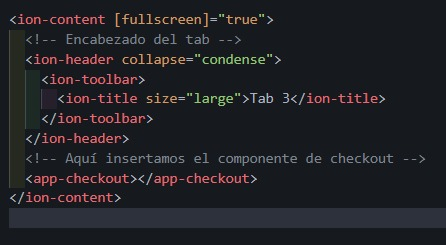 <ion-content [fullscreen]="true">
  <!-- Encabezado del tab -->
  <ion-header collapse="condense">
    <ion-toolbar>
      <ion-title size="large">Tab 3</ion-title>
    </ion-toolbar>
  </ion-header>
  <!-- Aquí insertamos el componente de checkout -->
  <app-checkout></app-checkout>
</ion-content>